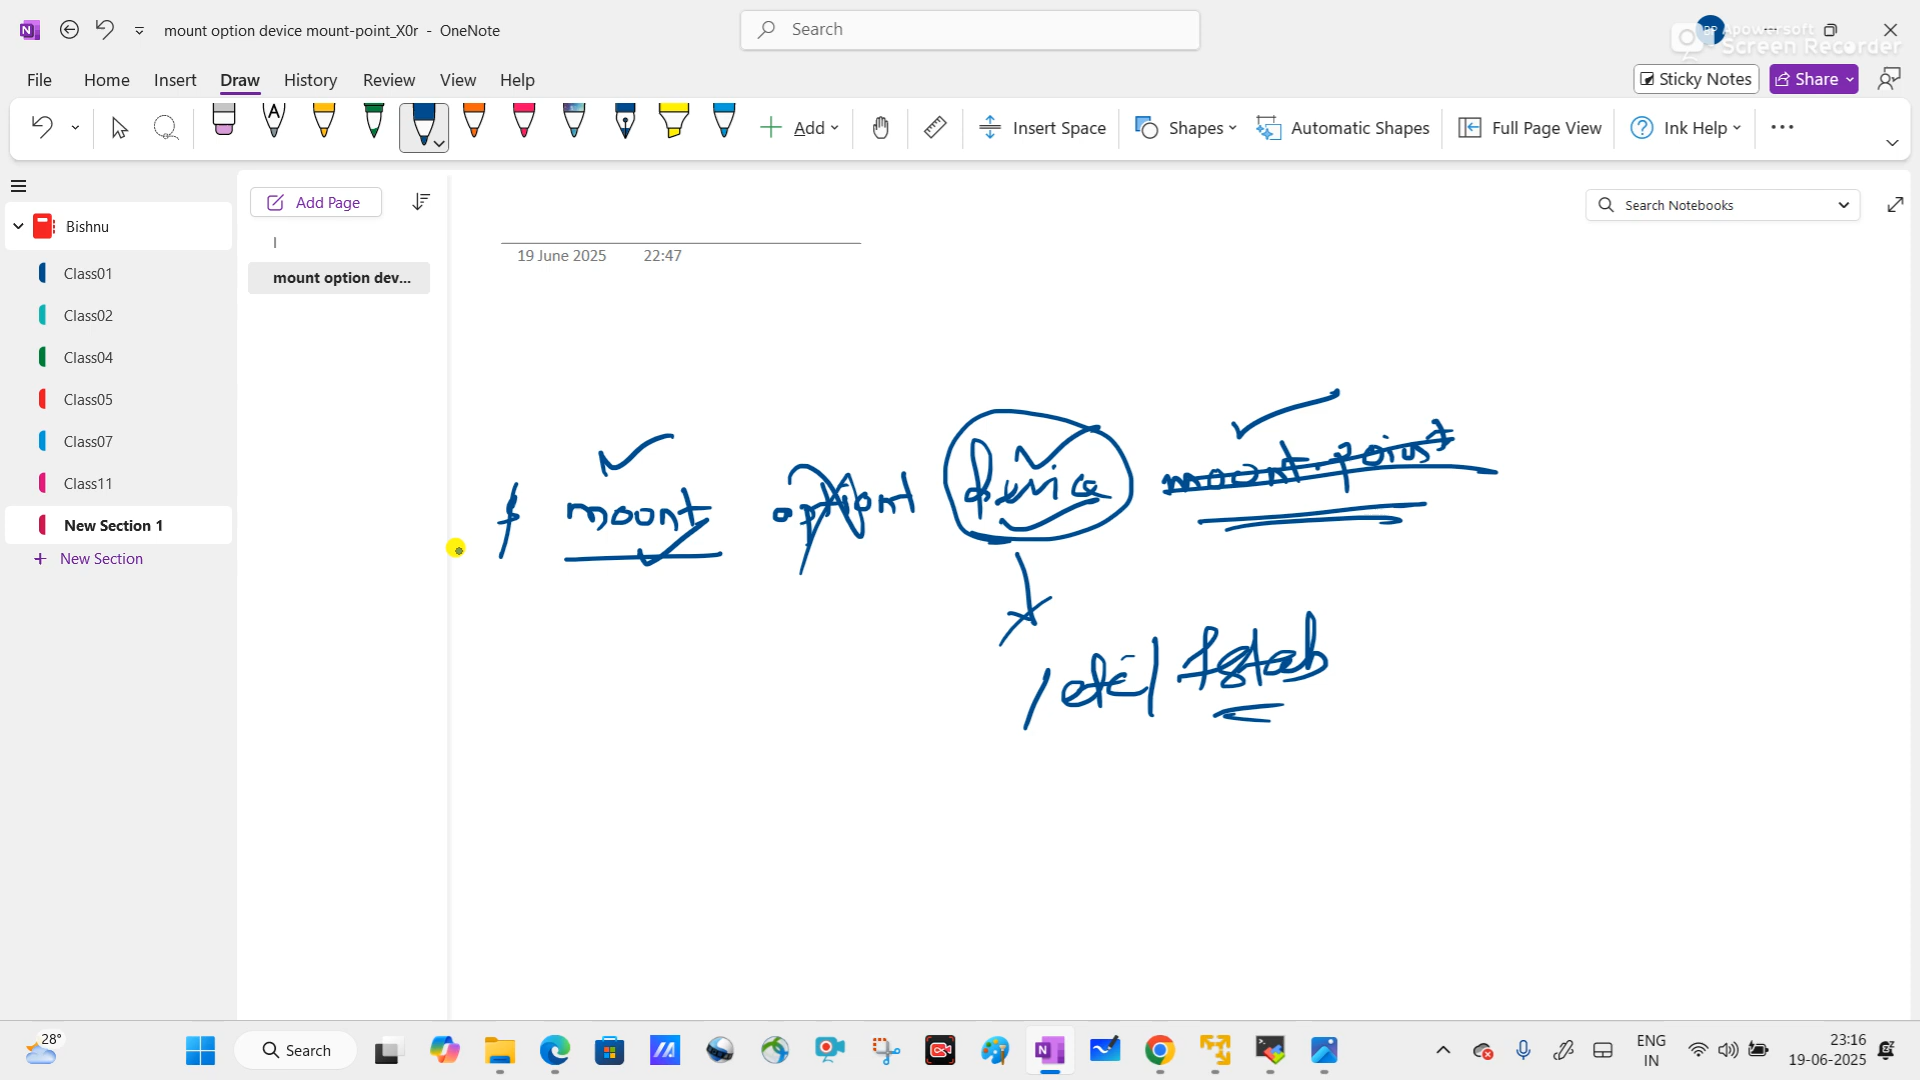 mount option device mount-point_X0r - OneNote
Search
Apowersoft
Screen Recorder
File Home Insert Draw History Review View Help
Sticky Notes Share
A Add Insert Space Shapes Automatic Shapes Full Page View Ink Help
Add Page
Search Notebooks
Bishnu
I
19 June 2025 22:47
Class01
mount option dev...
Class02
Class04
Class05
Class07
Class11
New Section 1
New Section
$ mount option device mount-point
/etc/fstab
28°
Search
ENG
IN
23:16
19-06-2025